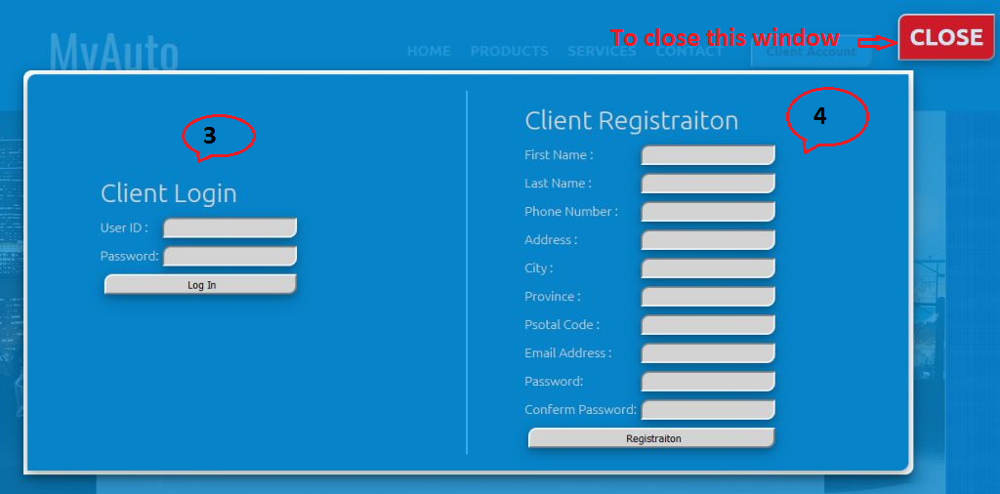 MyAuto
HOME PRODUCTS SERVICES CONTACT Client Account
To close this window
CLOSE
3
Client Login
User ID :
Password:
Log In
4
Client Registraiton
First Name :
Last Name :
Phone Number :
Address :
City :
Province :
Psotal Code :
Email Address :
Password:
Conferm Password:
Registraiton